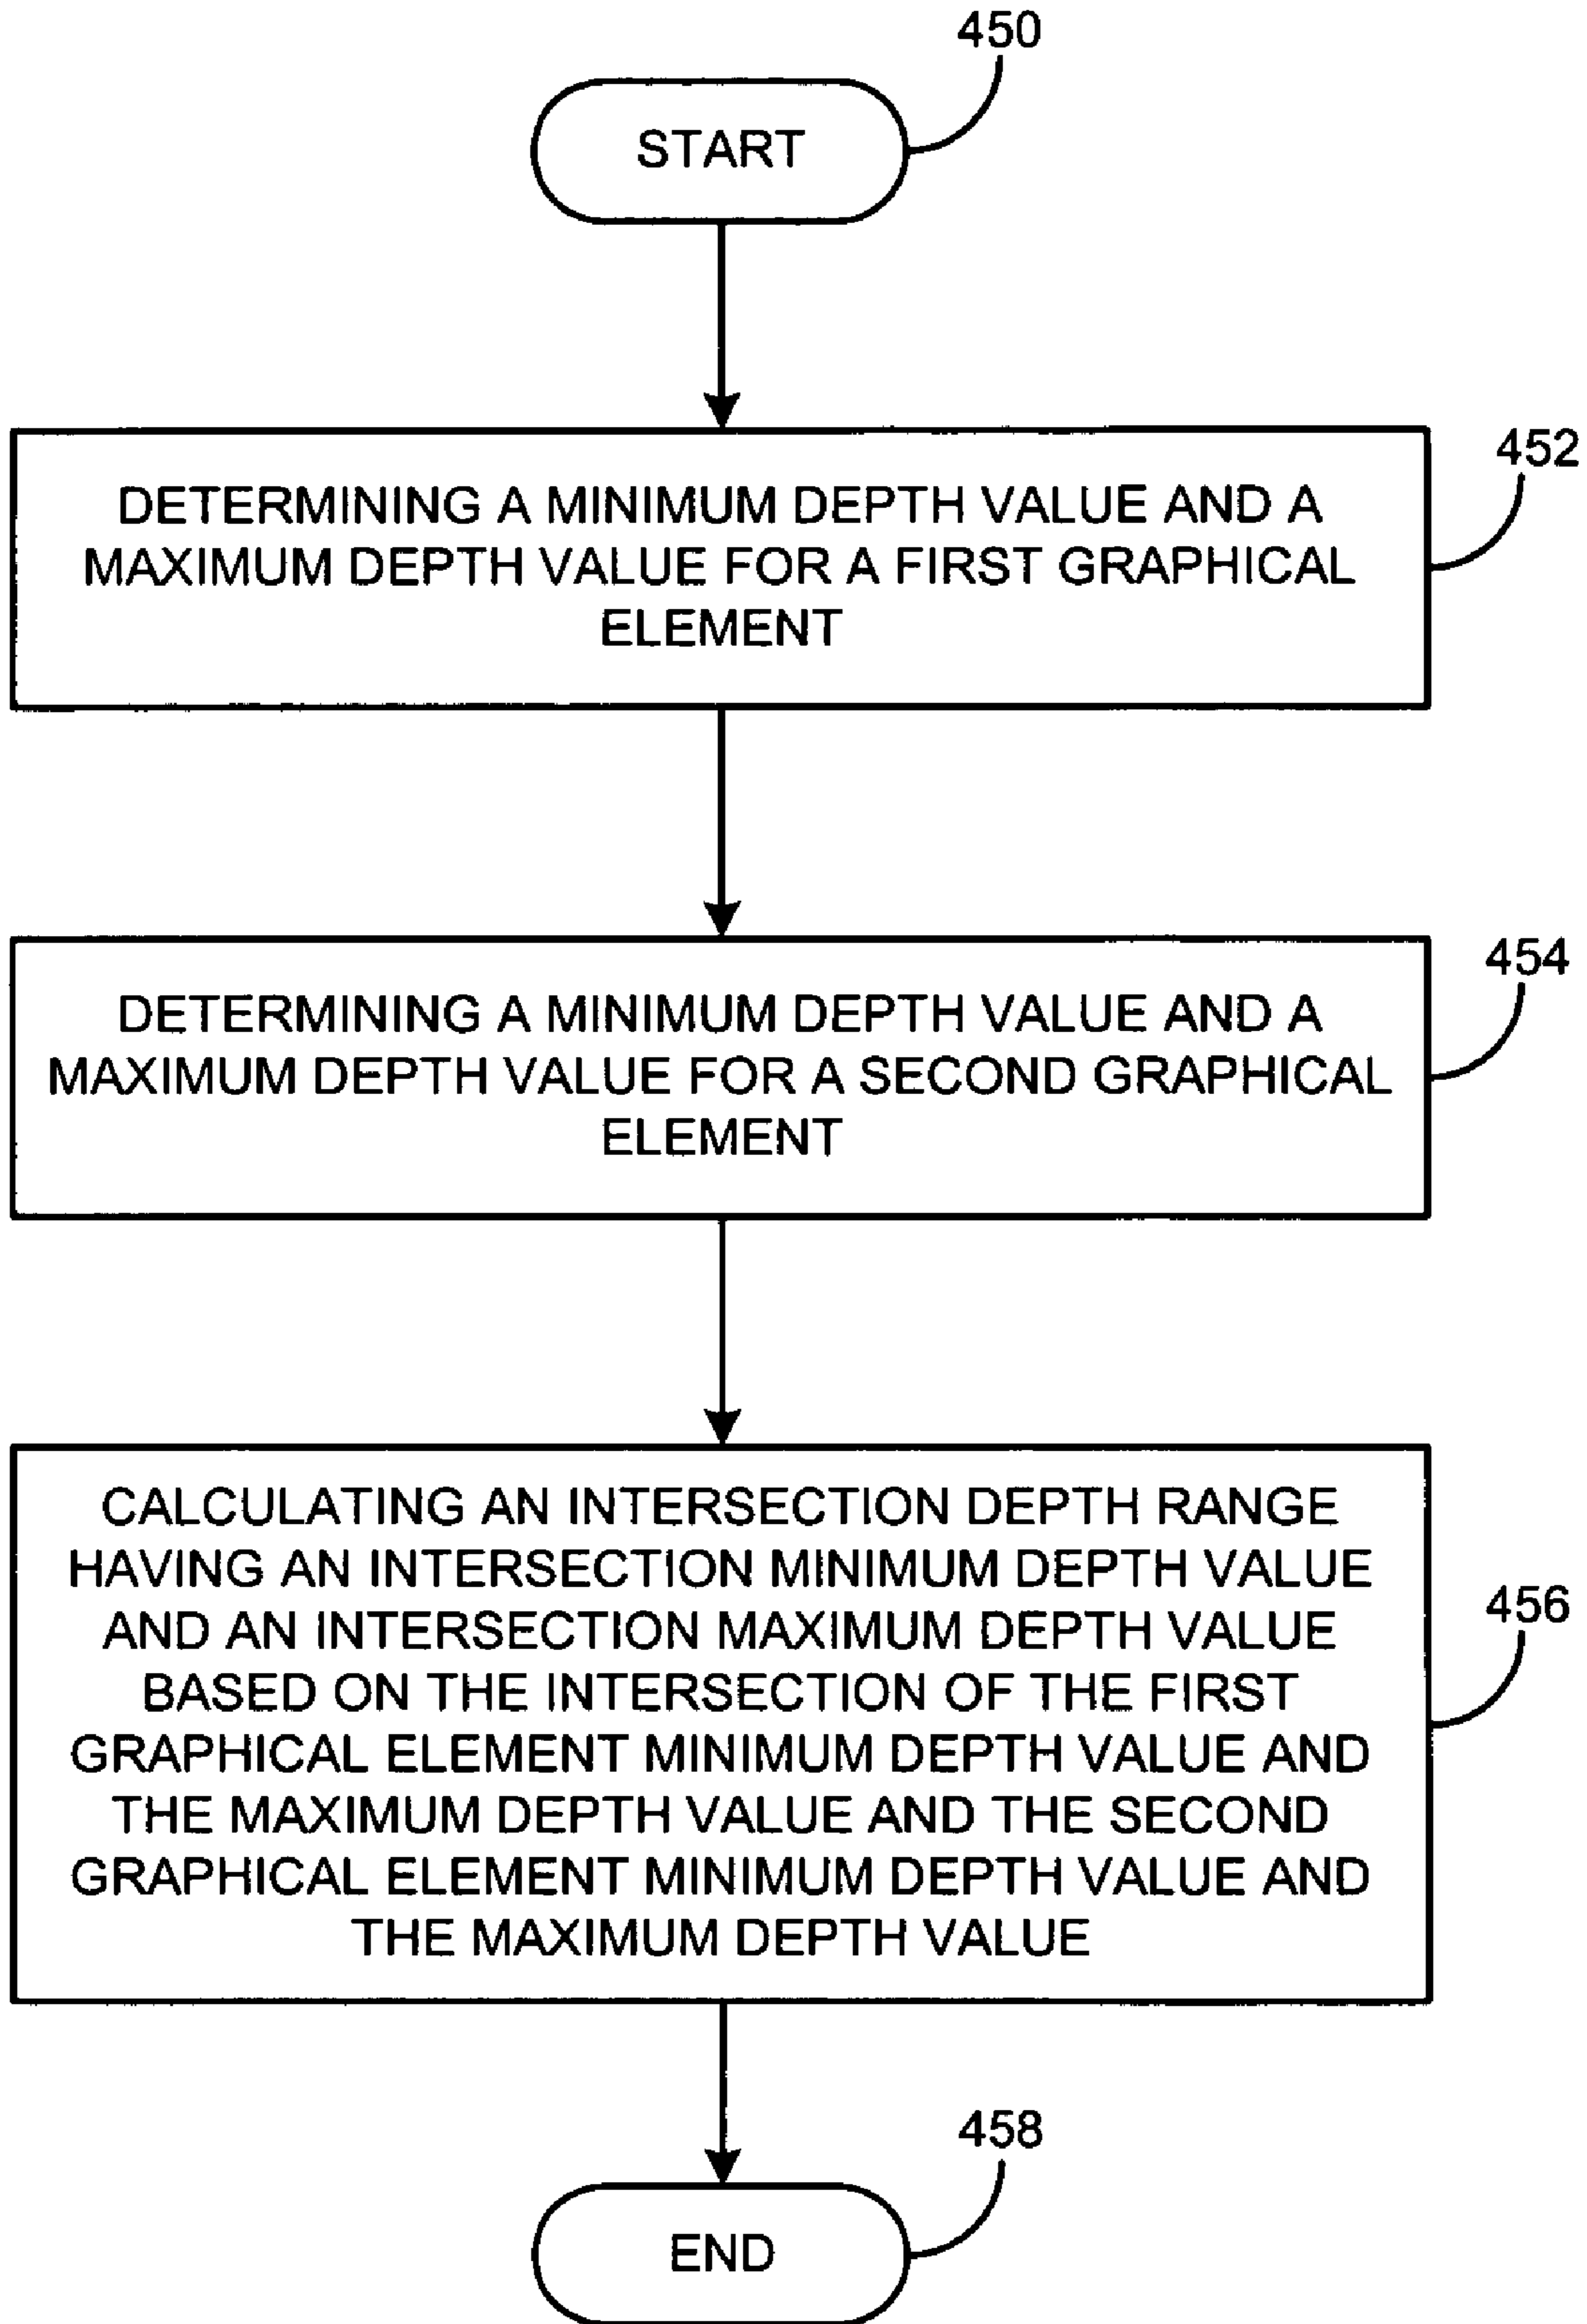 450
START
452
DETERMINING A MINIMUM DEPTH VALUE AND A
MAXIMUM DEPTH VALUE FOR A FIRST GRAPHICAL
ELEMENT
454
DETERMINING A MINIMUM DEPTH VALUE AND A
MAXIMUM DEPTH VALUE FOR A SECOND GRAPHICAL
ELEMENT
CALCULATING AN INTERSECTION DEPTH RANGE
HAVING AN INTERSECTION MINIMUM DEPTH VALUE
AND AN INTERSECTION MAXIMUM DEPTH VALUE
456
BASED ON THE INTERSECTION OF THE FIRST
GRAPHICAL ELEMENT MINIMUM DEPTH VALUE AND
THE MAXIMUM DEPTH VALUE AND THE SECOND
GRAPHICAL ELEMENT MINIMUM DEPTH VALUE AND
THE MAXIMUM DEPTH VALUE
458
END